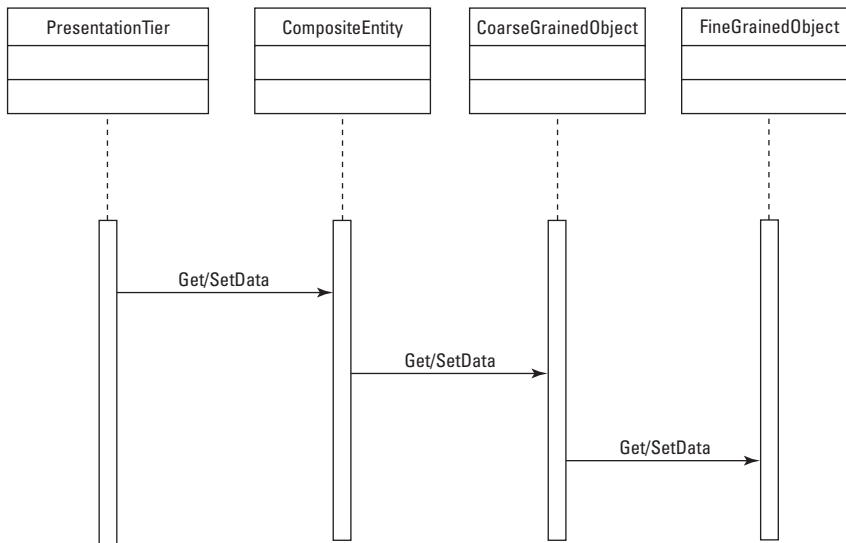 PresentationTier
CompositeEntity
CoarseGrainedObject
FineGrainedObject
Get/SetData
Get/SetData
Get/SetData